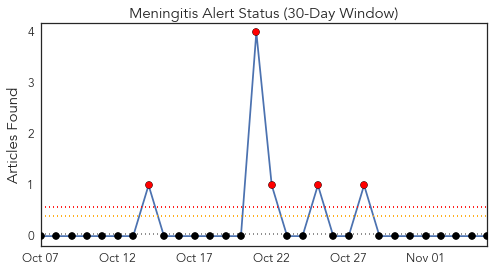 Meningitis Alert Status (30-Day Window)
Articles Found
4
3
2
1
0
Oct 07 Oct 12 Oct 17 Oct 22 Oct 27 Nov 01